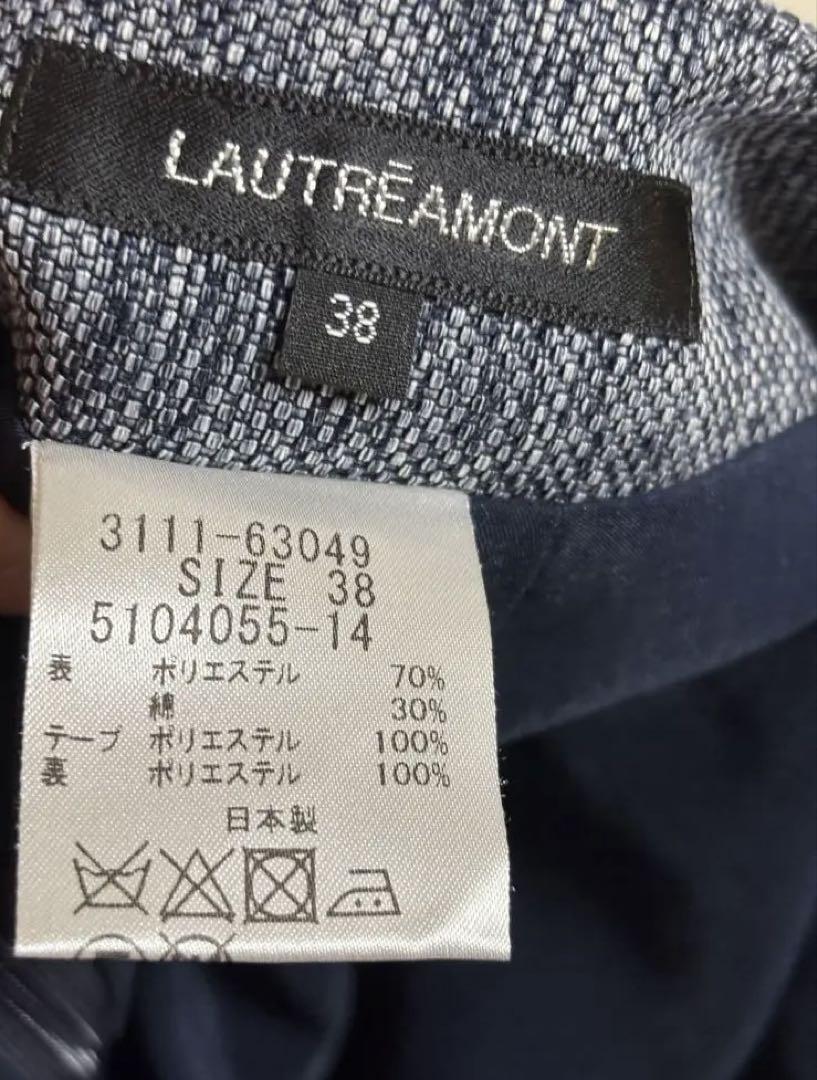 LAUTRĒAMONT
38
3111-63049
SIZE 38
5104055-14
表 ポリエステル 70%
綿 30%
テープ ポリエステル 100%
裏 ポリエステル 100%
日本製